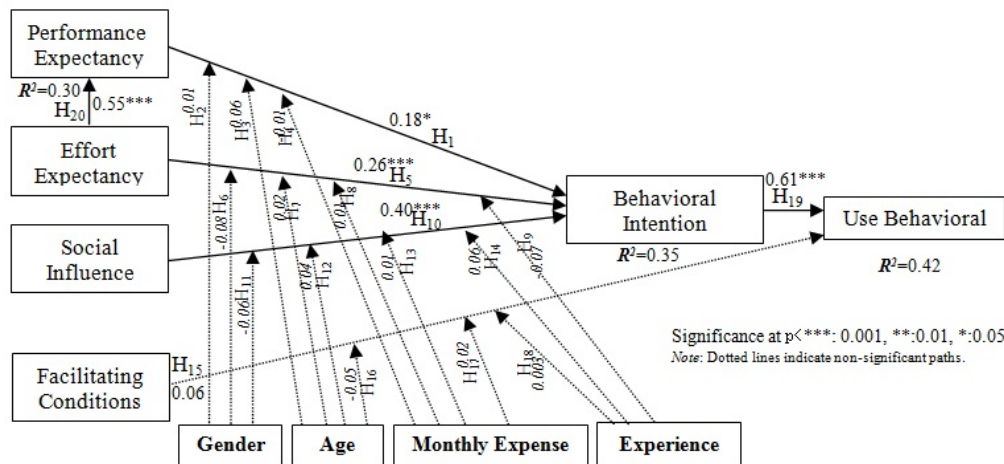 Performance
Expectancy
R²=0.30
H20
0.55***
Effort
Expectancy
Social
Influence
Facilitating
Conditions
H15
0.06
0.01
H2
0.06
H3
-0.01
H4
0.18*
H1
0.26***
H5
-0.08
H6
0.02
H7
0.01
H8
0.40***
H10
-0.06
H11
0.04
H12
0.01
H13
0.06
H14
H9
-0.07
Behavioral
Intention
R²=0.35
0.61***
H19
Use Behavioral
R²=0.42
-0.05
H16
0.02
H17
H18
0.003
Significance at p<***: 0.001, **:0.01, *:0.05
Note: Dotted lines indicate non-significant paths.
Gender
Age
Monthly Expense
Experience